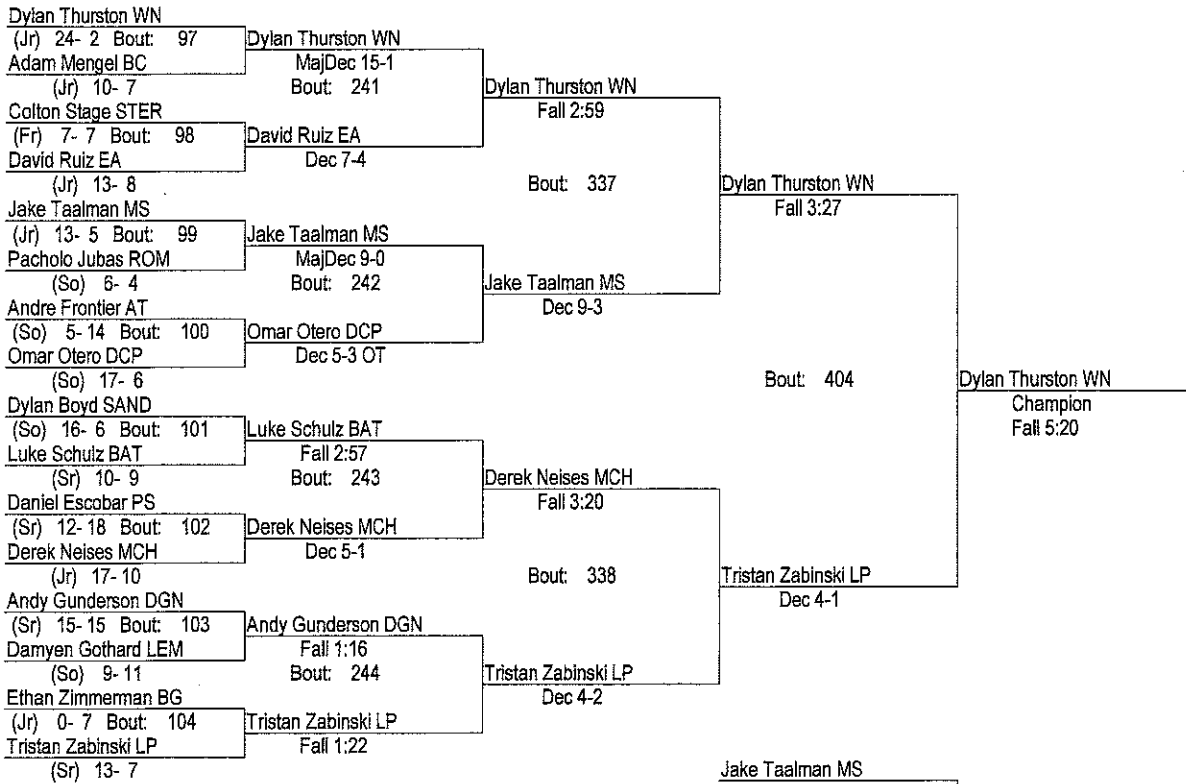 Dylan Thurston WN
(Jr) 24- 2 Bout: 97
Adam Mengel BC
(Jr) 10- 7
Colton Stage STER
(Fr) 7- 7 Bout: 98
David Ruiz EA
(Jr) 13- 8
Jake Taalman MS
(Jr) 13- 5 Bout: 99
Pacholo Jubas ROM
(So) 6- 4
Andre Frontier AT
(So) 5- 14 Bout: 100
Omar Otero DCP
(So) 17- 6
Dylan Boyd SAND
(So) 16- 6 Bout: 101
Luke Schulz BAT
(Sr) 10- 9
Daniel Escobar PS
(Sr) 12- 18 Bout: 102
Derek Neises MCH
(Jr) 17- 10
Andy Gunderson DGN
(Sr) 15- 15 Bout: 103
Damyen Gothard LEM
(So) 9- 11
Ethan Zimmerman BG
(Jr) 0- 7 Bout: 104
Tristan Zabinski LP
(Sr) 13- 7
Dylan Thurston WN
MajDec 15-1
Bout: 241
David Ruiz EA
Dec 7-4
Jake Taalman MS
MajDec 9-0
Bout: 242
Omar Otero DCP
Dec 5-3 OT
Luke Schulz BAT
Fall 2:57
Bout: 243
Derek Neises MCH
Dec 5-1
Andy Gunderson DGN
Fall 1:16
Bout: 244
Tristan Zabinski LP
Fall 1:22
Dylan Thurston WN
Fall 2:59
Bout: 337
Jake Taalman MS
Dec 9-3
Derek Neises MCH
Fall 3:20
Bout: 338
Tristan Zabinski LP
Dec 4-2
Dylan Thurston WN
Fall 3:27
Bout: 404
Tristan Zabinski LP
Dec 4-1
Dylan Thurston WN
Champion
Fall 5:20
Jake Taalman MS